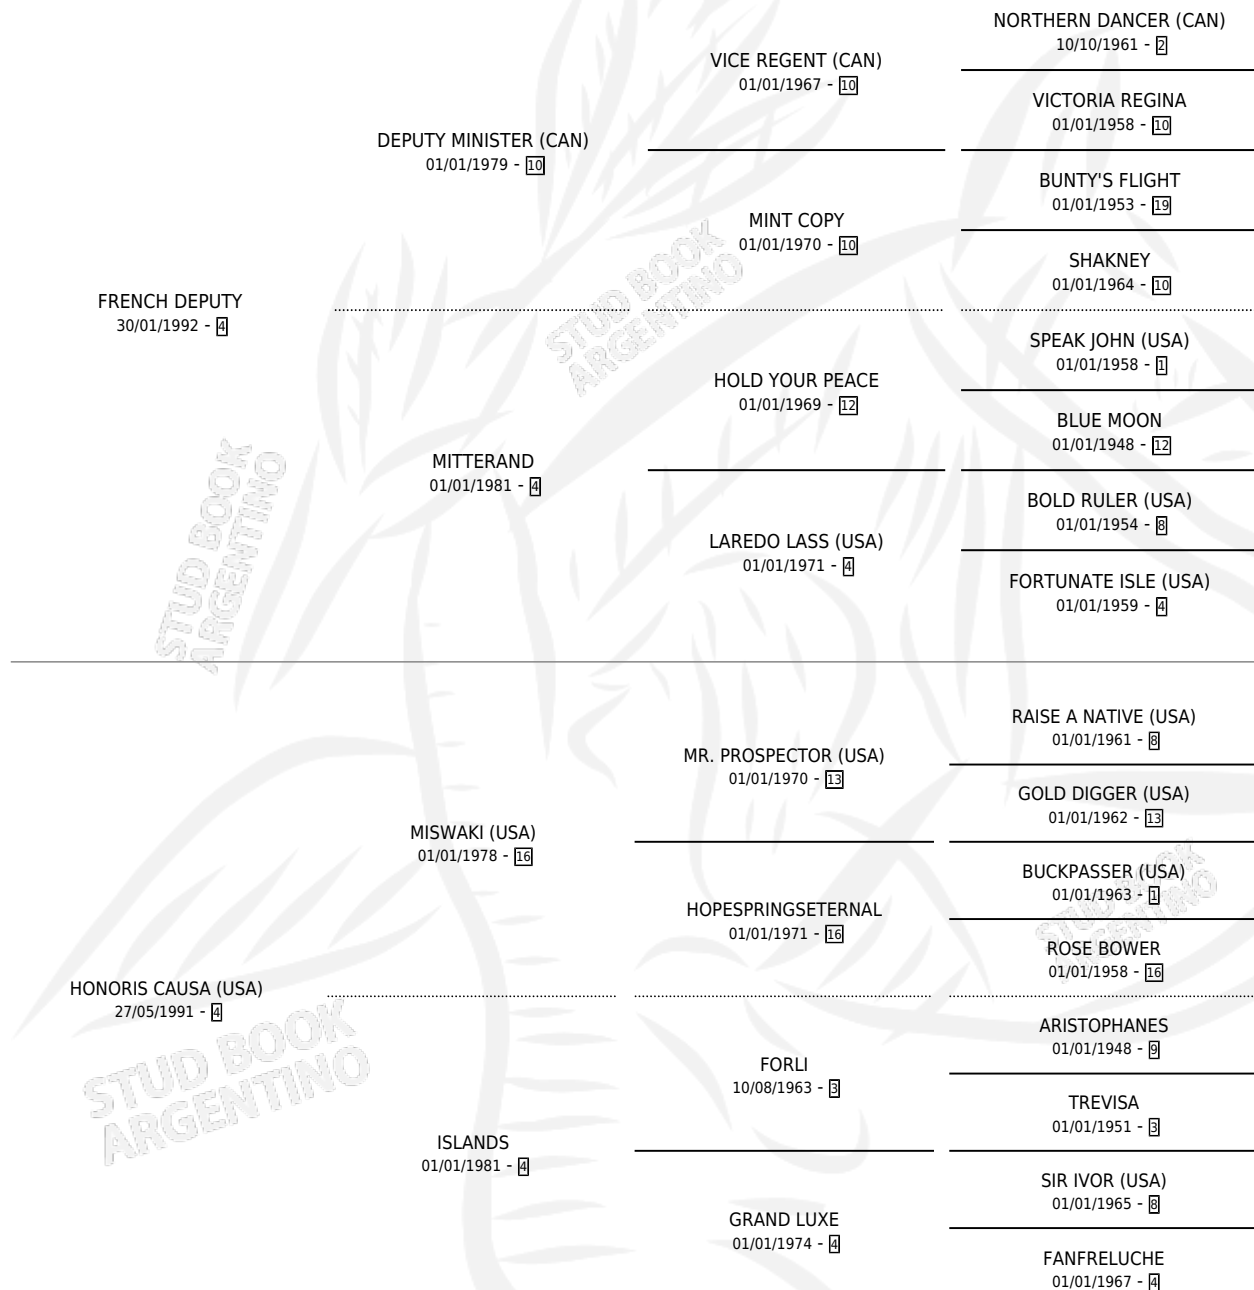 NORTHERN DANCER (CAN)
10/10/1961 - 2
VICE REGENT (CAN)
01/01/1967 - 10
VICTORIA REGINA
01/01/1958 - 10
DEPUTY MINISTER (CAN)
01/01/1979 - 10
BUNTY'S FLIGHT
01/01/1953 - 19
MINT COPY
01/01/1970 - 10
SHAKNEY
01/01/1964 - 10
FRENCH DEPUTY
30/01/1992 - 4
SPEAK JOHN (USA)
01/01/1958 - 1
HOLD YOUR PEACE
01/01/1969 - 12
BLUE MOON
01/01/1948 - 12
MITTERAND
01/01/1981 - 4
BOLD RULER (USA)
01/01/1954 - 8
LAREDO LASS (USA)
01/01/1971 - 4
FORTUNATE ISLE (USA)
01/01/1959 - 4
STUD BOOK
ARGENTINO
STUD BOOK
ARGENTINO
RAISE A NATIVE (USA)
01/01/1961 - 8
MR. PROSPECTOR (USA)
01/01/1970 - 13
GOLD DIGGER (USA)
01/01/1962 - 13
MISWAKI (USA)
01/01/1978 - 16
BUCKPASSER (USA)
01/01/1963 - 1
HOPESPRINGSETERNAL
01/01/1971 - 16
ROSE BOWER
01/01/1958 - 16
HONORIS CAUSA (USA)
27/05/1991 - 4
ARISTOPHANES
01/01/1948 - 9
FORLI
10/08/1963 - 3
TREVISA
01/01/1951 - 3
ISLANDS
01/01/1981 - 4
SIR IVOR (USA)
01/01/1965 - 8
GRAND LUXE
01/01/1974 - 4
FANFRELUCHE
01/01/1967 - 4
STUD BOOK
ARGENTINO
STUD BOOK
ARGENTINO